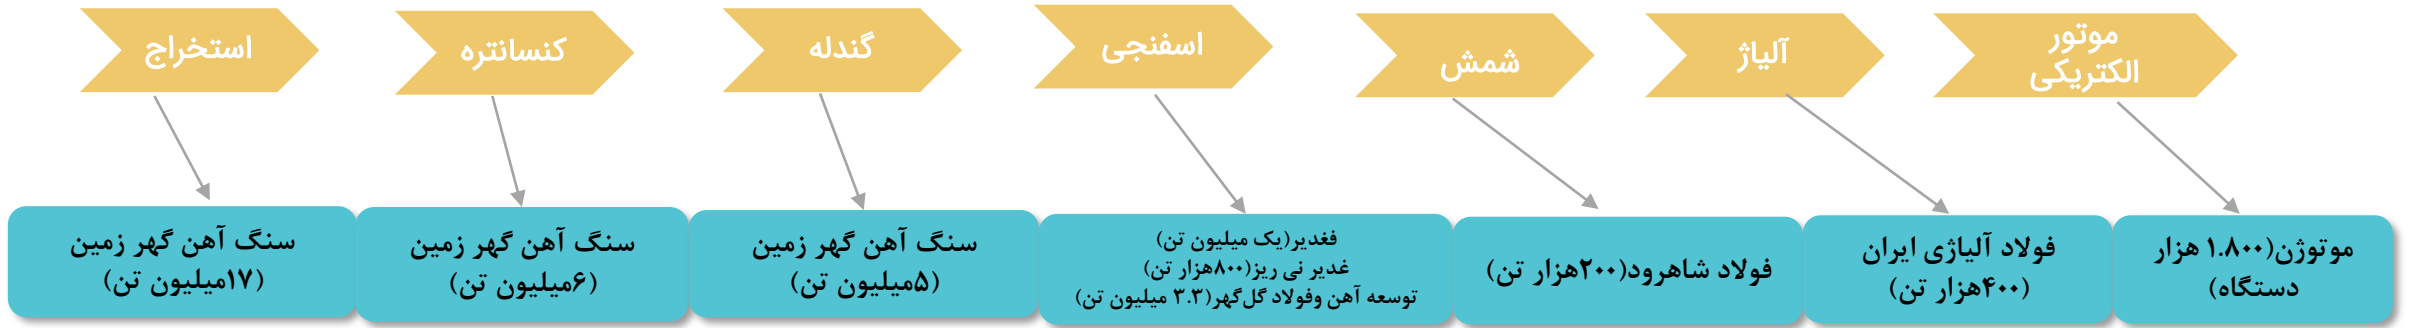 استخراج
کنسانتره
گندله
اسفنجی
شمش
آلیاژ
موتور
الکتریکی
سنگ آهن گهر زمین
(۱۷میلیون تن)
سنگ آهن گهر زمین
(۶میلیون تن)
سنگ آهن گهر زمین
(۵میلیون تن)
فغدیر(یک میلیون تن)
غدیر نی ریز(۸۰۰هزار تن)
توسعه آهن وفولاد گل‌گهر(۳.۳ میلیون تن)
فولاد شاهرود(۲۰۰هزار تن)
فولاد آلیاژی ایران
(۴۰۰هزار تن)
موتوژن(۱.۸۰۰ هزار
دستگاه)